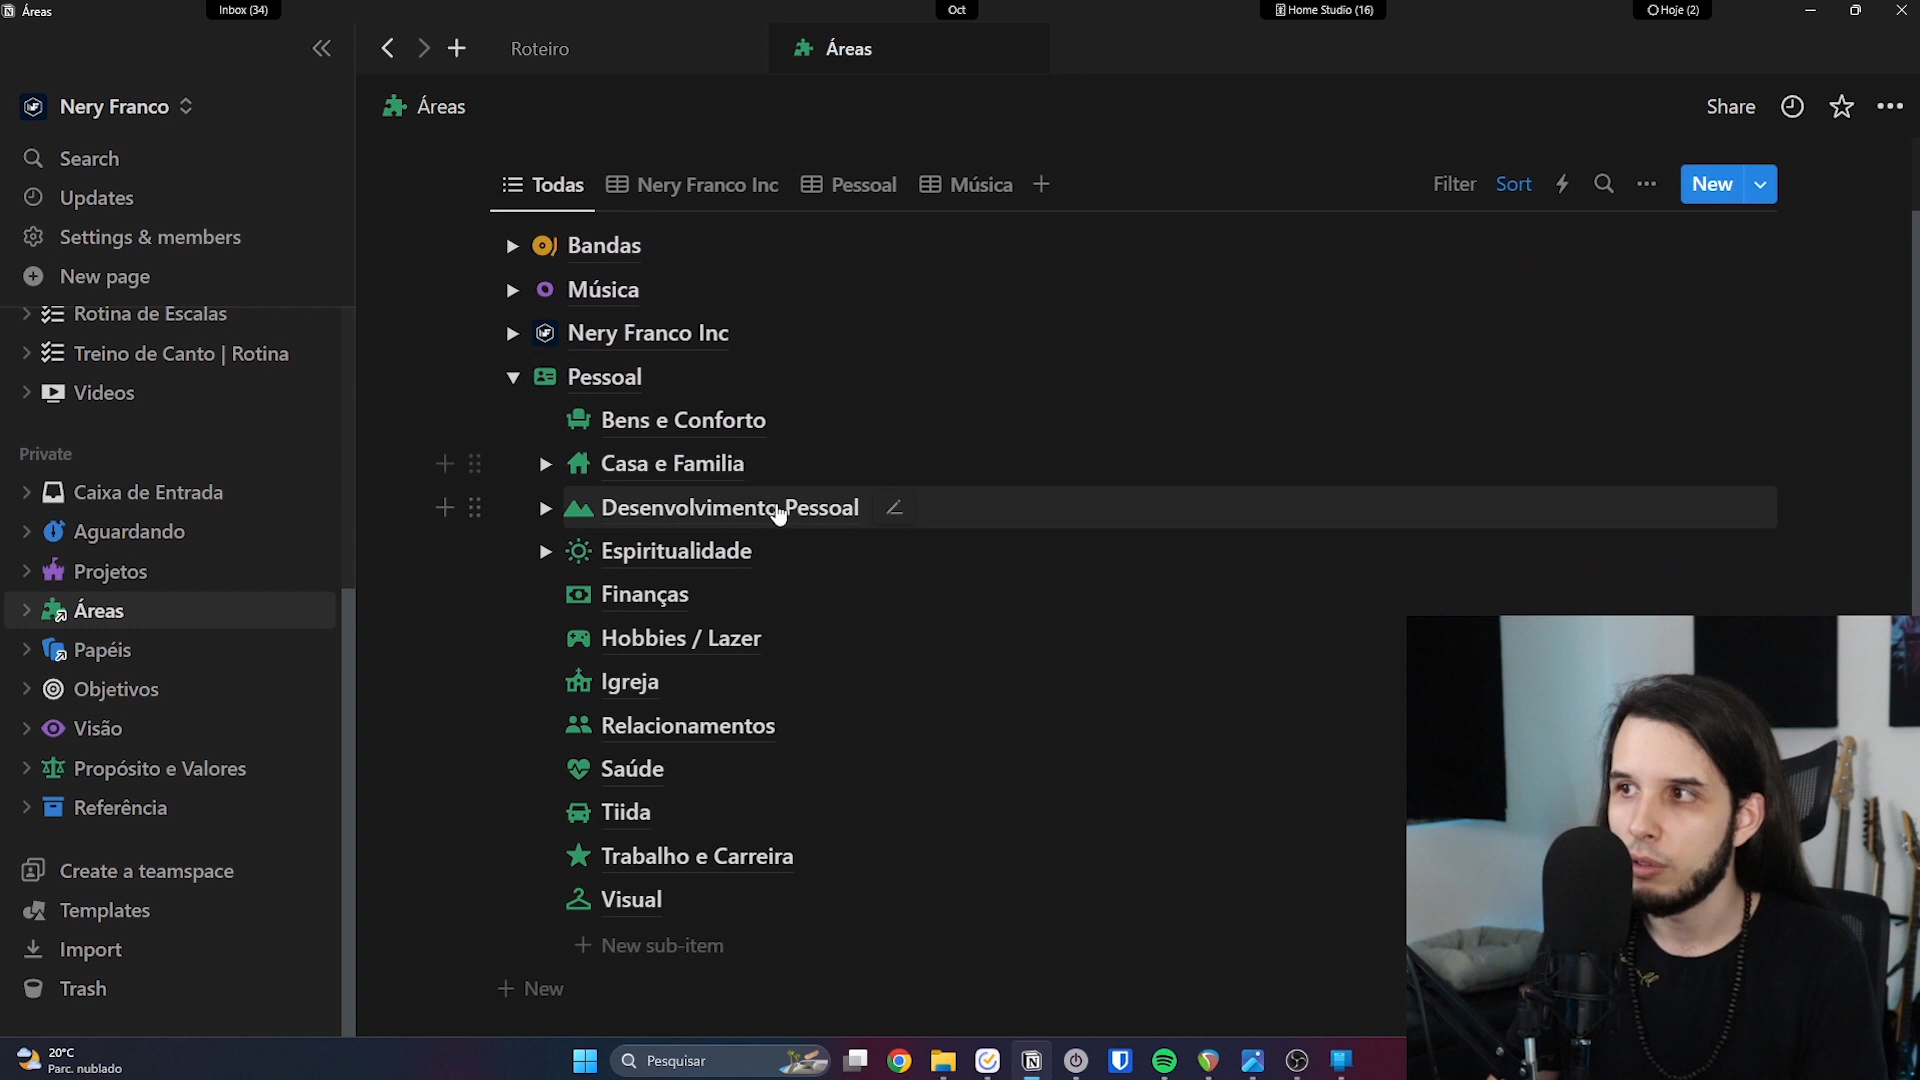 Áreas
Inbox (34)
Oct
Home Studio (16)
Hoje (2)
Roteiro
Áreas
Nery Franco
Áreas
Share
Search
Updates
Settings & members
New page
Todas
Nery Franco Inc
Pessoal
Música
Filter
Sort
New
Rotina de Escalas
Treino de Canto | Rotina
Videos
Private
Caixa de Entrada
Aguardando
Projetos
Áreas
Papéis
Objetivos
Visão
Propósito e Valores
Referência
Create a teamspace
Templates
Import
Trash
Bandas
Música
Nery Franco Inc
Pessoal
Bens e Conforto
Casa e Familia
Desenvolvimento Pessoal
Espiritualidade
Finanças
Hobbies / Lazer
Igreja
Relacionamentos
Saúde
Tiida
Trabalho e Carreira
Visual
New sub-item
New
20°C
Parc. nublado
Pesquisar